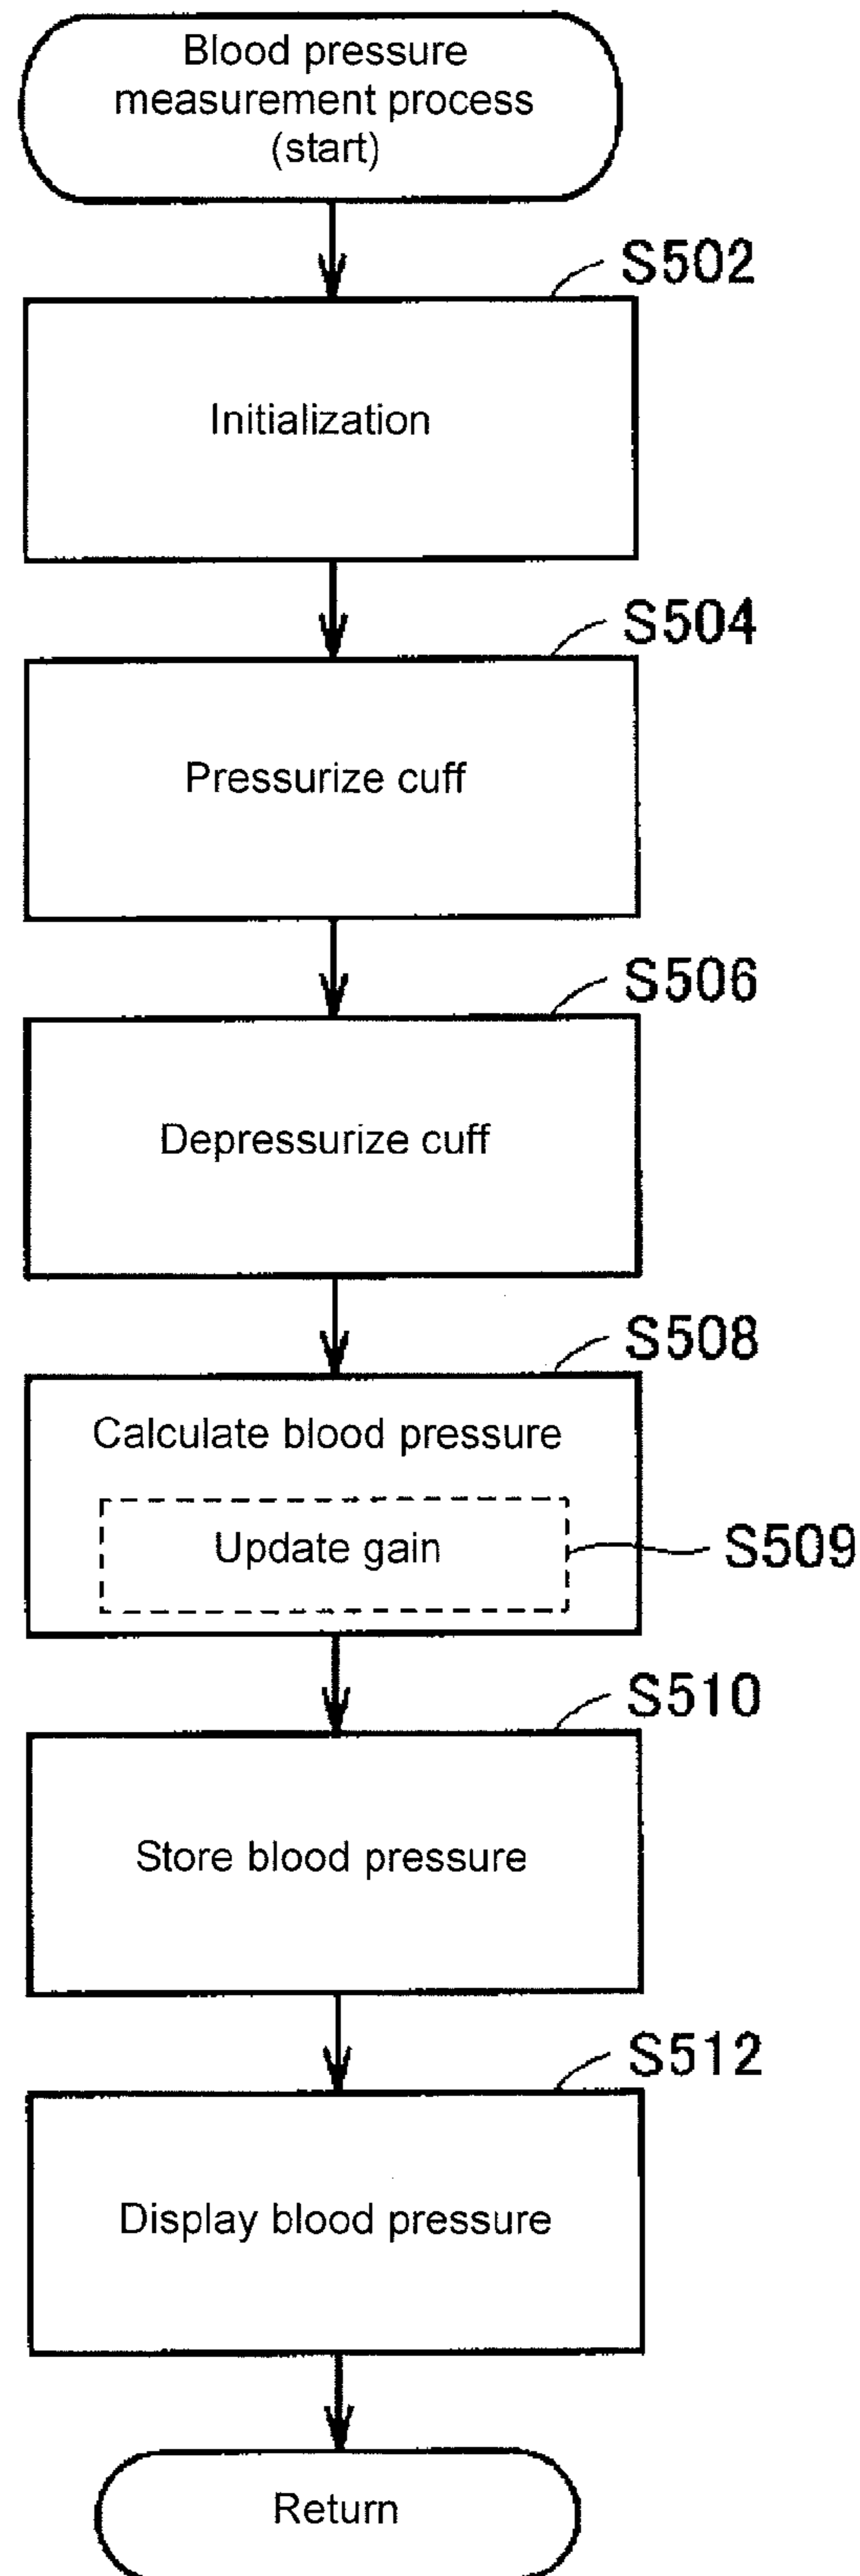 Blood pressure
measurement process
(start)
S502
Initialization
S504
Pressurize cuff
S506
Depressurize cuff
S508
Calculate blood pressure
Update gain
S509
S510
Store blood pressure
S512
Display blood pressure
Return